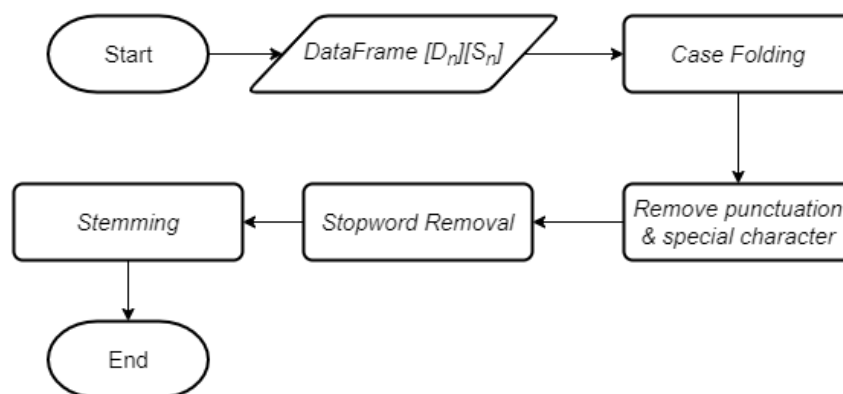 Start
DataFrame [Dn][Sn]
Case Folding
Remove punctuation
& special character
Stopword Removal
Stemming
End